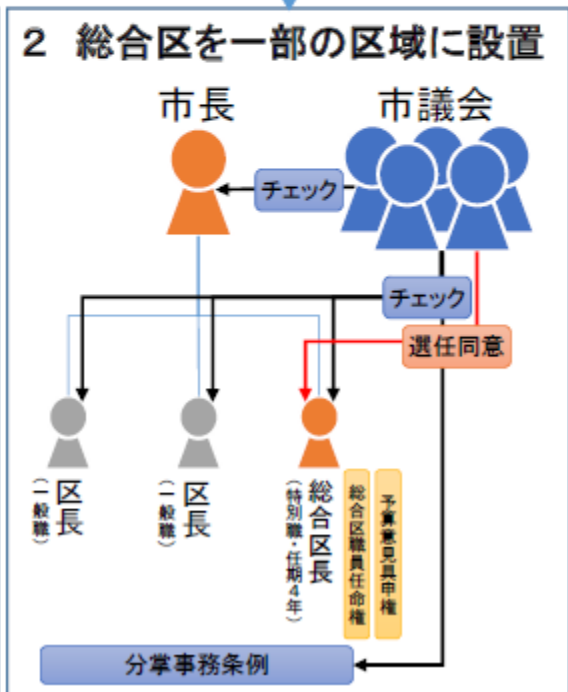 2 総合区を一部の区域に設置
市長
市議会
チェック
チェック
選任同意
区長
(一般職)
区長
(一般職)
総合区長
(特別職・任期4年)
総合区職員任命権
予算意見具申権
分掌事務条例